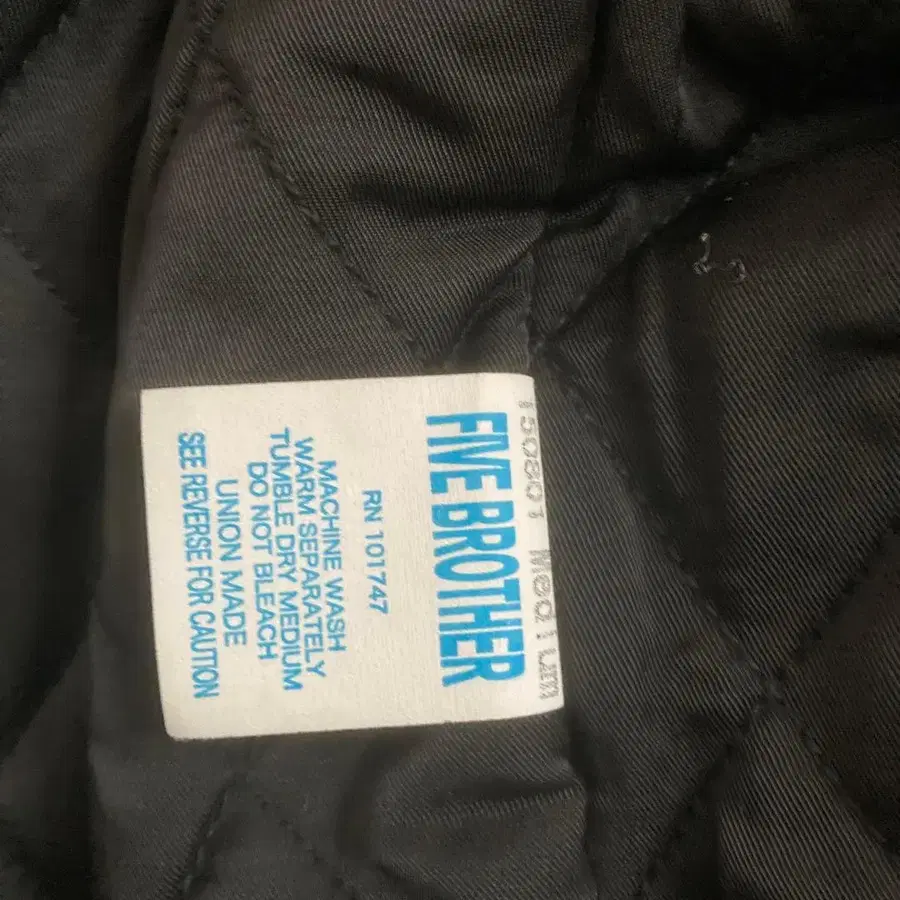 150801 Medium
FIVE BROTHER
RN 101747
MACHINE WASH
WARM SEPARATELY
TUMBLE DRY MEDIUM
DO NOT BLEACH
UNION MADE
SEE REVERSE FOR CAUTION